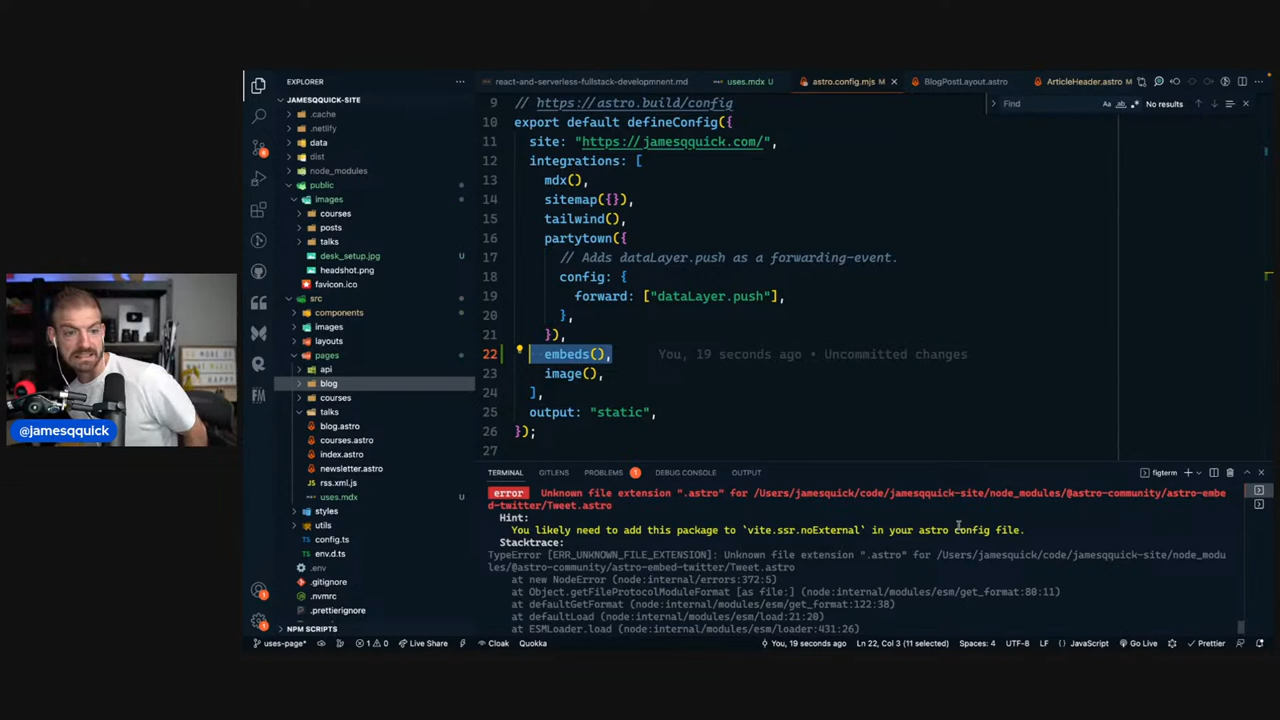 EXPLORER
JAMESQQUICK-SITE
.cache
.netlify
data
dist
node_modules
public
images
courses
posts
talks
desk_setup.jpg U
headshot.png
favicon.ico
src
components
images
layouts
pages
api
blog
courses
talks
blog.astro
courses.astro
index.astro
newsletter.astro
rss.xml.js
uses.mdx U
styles
utils
config.ts
env.d.ts
.env
.gitignore
.nvmrc
.prettierignore
NPM SCRIPTS
react-and-serverless-fullstack-developmnent.md
uses.mdx U
astro.config.mjs M
BlogPostLayout.astro
ArticleHeader.astro M
Find
Aa
No results
9 // https://astro.build/config
10 export default defineConfig({
11 site: "https://jamesqquick.com/",
12 integrations: [
13 mdx(),
14 sitemap({}),
15 tailwind(),
16 partytown({
17 // Adds dataLayer.push as a forwarding-event.
18 config: {
19 forward: ["dataLayer.push"],
20 },
21 }),
22 embeds(), You, 19 seconds ago • Uncommitted changes
23 image(),
24 ],
25 output: "static",
26 });
27
TERMINAL GITLENS PROBLEMS 1 DEBUG CONSOLE OUTPUT
figterm
error Unknown file extension ".astro" for /Users/jamesquick/code/jamesqquick-site/node_modules/@astro-community/astro-embe
d-twitter/Tweet.astro
Hint:
You likely need to add this package to `vite.ssr.noExternal` in your astro config file.
Stacktrace:
TypeError [ERR_UNKNOWN_FILE_EXTENSION]: Unknown file extension ".astro" for /Users/jamesquick/code/jamesqquick-site/node_modu
les/@astro-community/astro-embed-twitter/Tweet.astro
at new NodeError (node:internal/errors:372:5)
at Object.getFileProtocolModuleFormat [as file:] (node:internal/modules/esm/get_format:80:11)
at defaultGetFormat (node:internal/modules/esm/get_format:122:38)
at defaultLoad (node:internal/modules/esm/load:21:20)
at ESMLoader.load (node:internal/modules/esm/loader:431:26)
uses-page* 1 0 Live Share Cloak Quokka You, 19 seconds ago Ln 22, Col 3 (11 selected) Spaces: 4 UTF-8 LF { } JavaScript Go Live Prettier
@jamesqquick